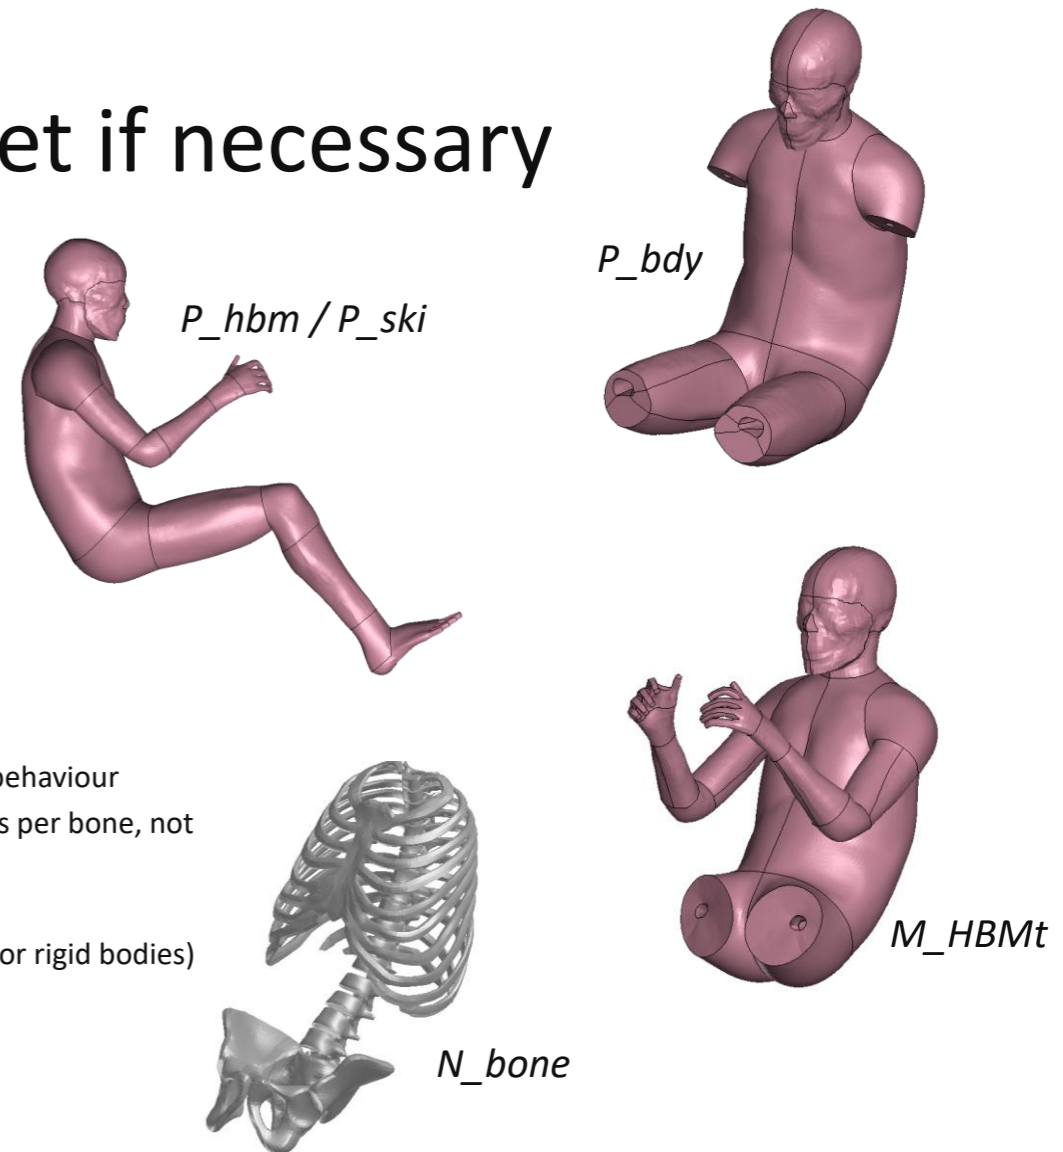 et if necessary
P_bdy
P_hbm / P_ski
behaviour
s per bone, not
or rigid bodies)
M_HBMt
N_bone